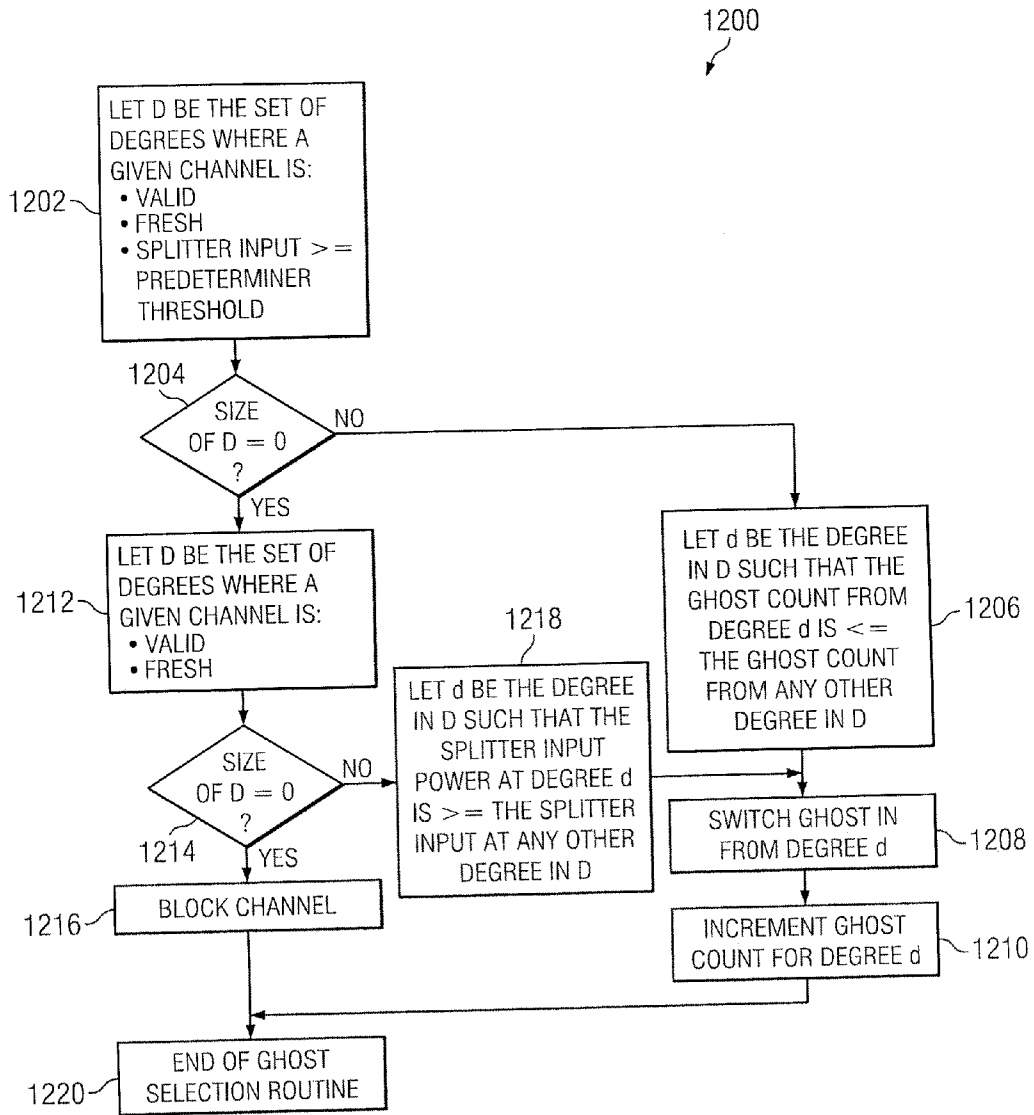 1200
LET D BE THE SET OF
DEGREES WHERE A
GIVEN CHANNEL IS:
• VALID
• FRESH
• SPLITTER INPUT >=
PREDETERMINER
THRESHOLD
1202
1204
SIZE
OF D = 0
?
NO
YES
LET D BE THE SET OF
DEGREES WHERE A
GIVEN CHANNEL IS:
• VALID
• FRESH
1212
LET d BE THE DEGREE
IN D SUCH THAT THE
GHOST COUNT FROM
DEGREE d IS <=
THE GHOST COUNT
FROM ANY OTHER
DEGREE IN D
1206
1218
LET d BE THE DEGREE
IN D SUCH THAT THE
SPLITTER INPUT
POWER AT DEGREE d
IS >= THE SPLITTER
INPUT AT ANY OTHER
DEGREE IN D
SIZE
OF D = 0
?
NO
1214
YES
SWITCH GHOST IN
FROM DEGREE d
1208
BLOCK CHANNEL
1216
INCREMENT GHOST
COUNT FOR DEGREE d
1210
END OF GHOST
SELECTION ROUTINE
1220